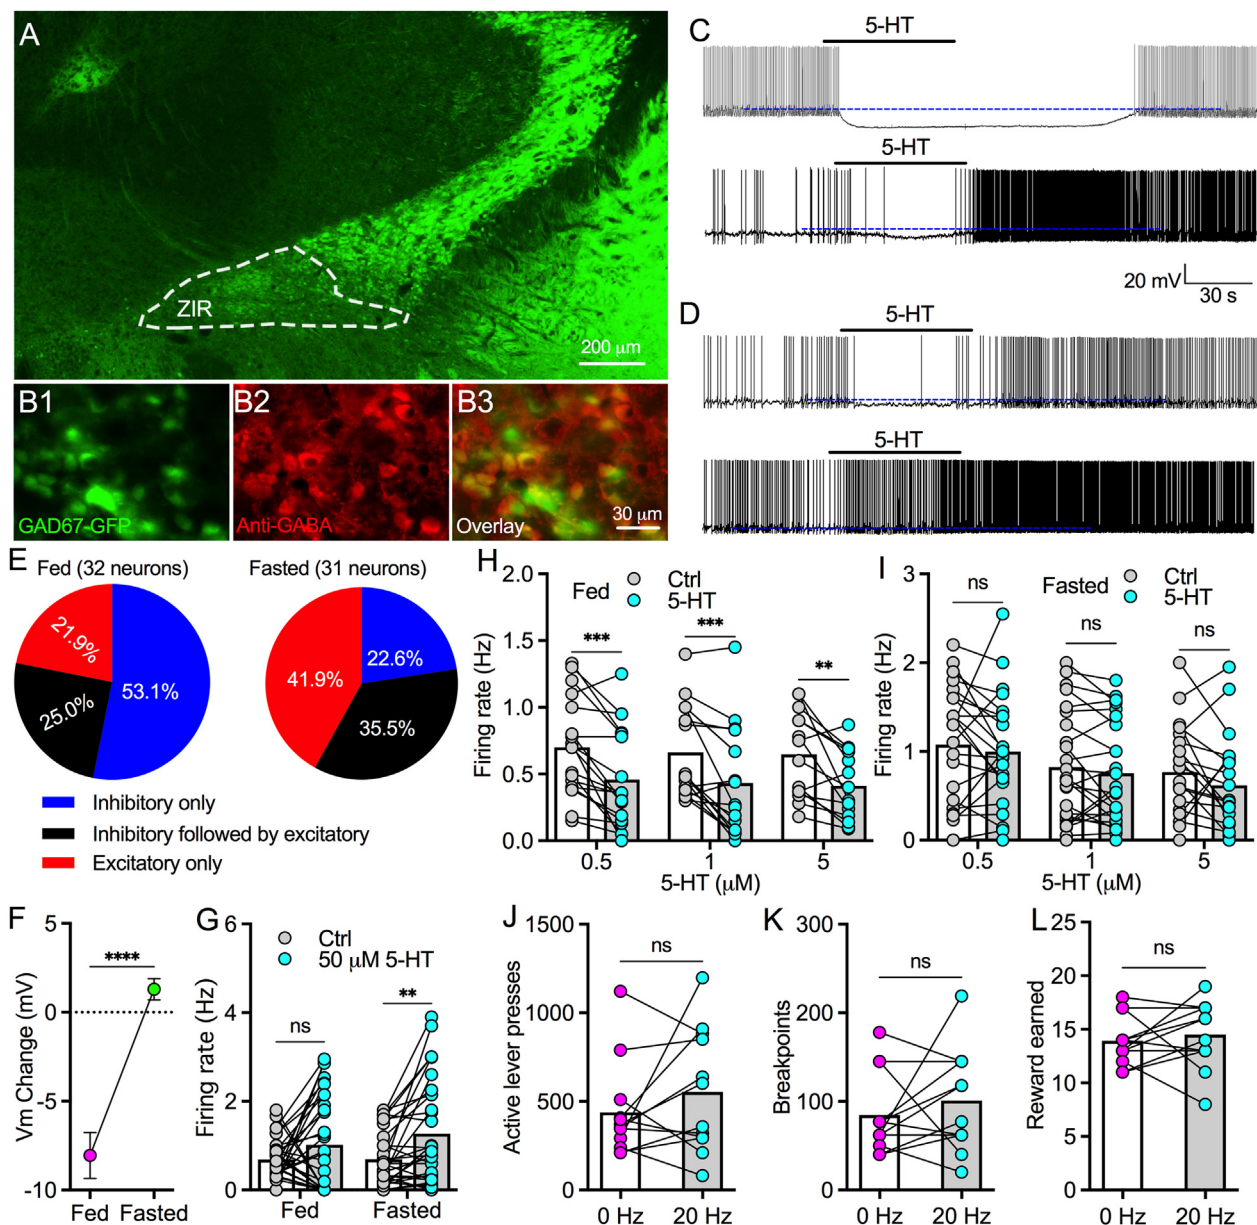 A
ZIR
200 µm
B1
GAD67-GFP
B2
Anti-GABA
B3
Overlay
30 µm
C
5-HT
5-HT
20 mV
30 s
D
5-HT
5-HT
E
Fed (32 neurons)
Fasted (31 neurons)
21.9%
53.1%
25.0%
22.6%
41.9%
35.5%
Inhibitory only
Inhibitory followed by excitatory
Excitatory only
F
Vm Change (mV)
5
0
-5
-10
****
Fed Fasted
G
Firing rate (Hz)
6
4
2
0
Ctrl
50 µM 5-HT
ns
**
Fed Fasted
H
Firing rate (Hz)
2.0
1.5
1.0
0.5
0.0
Fed
Ctrl
5-HT
***
***
**
0.5 1 5
5-HT (µM)
I
Firing rate (Hz)
3
2
1
0
Fasted
Ctrl
5-HT
ns
ns
ns
0.5 1 5
5-HT (µM)
J
Active lever presses
1500
1000
500
0
ns
0 Hz 20 Hz
K
Breakpoints
300
200
100
0
ns
0 Hz 20 Hz
L
Reward earned
25
20
15
10
5
0
ns
0 Hz 20 Hz